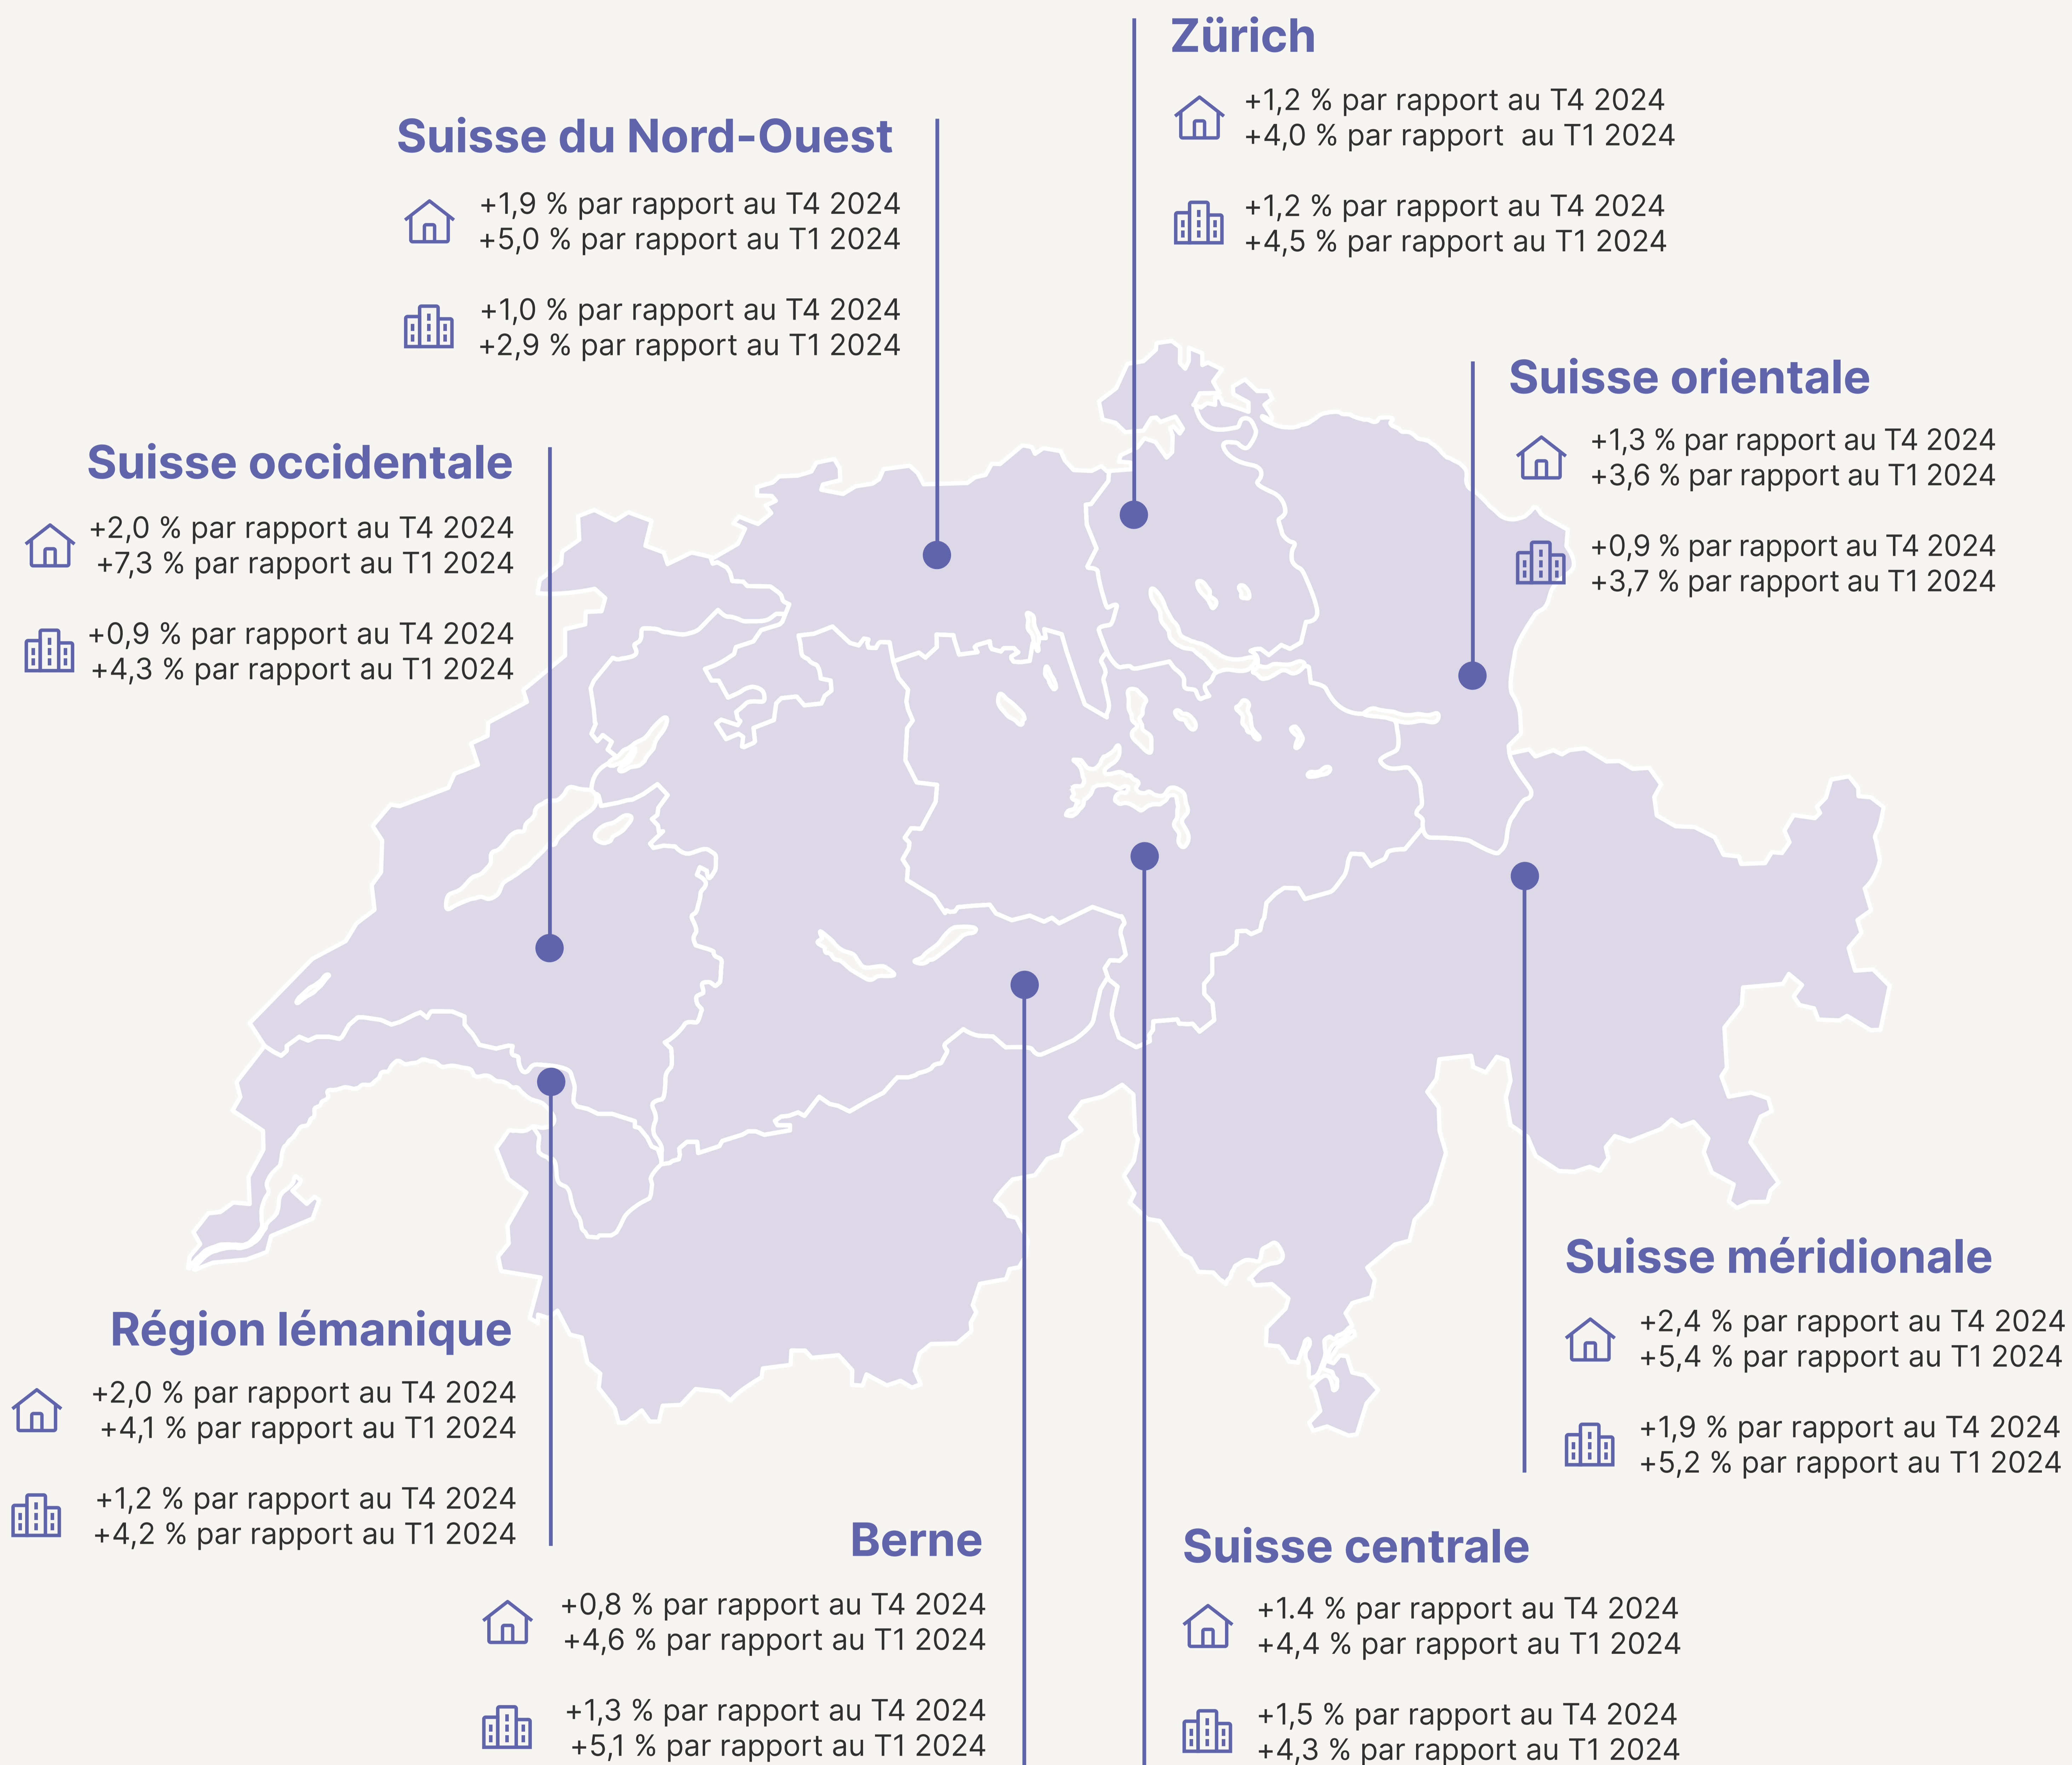 Zürich
+1,2 % par rapport au T4 2024
+4,0 % par rapport  au T1 2024
+1,2 % par rapport au T4 2024
+4,5 % par rapport au T1 2024
Suisse du Nord-Ouest
+1,9 % par rapport au T4 2024
+5,0 % par rapport au T1 2024
+1,0 % par rapport au T4 2024
+2,9 % par rapport au T1 2024
Suisse orientale
+1,3 % par rapport au T4 2024
+3,6 % par rapport au T1 2024
+0,9 % par rapport au T4 2024
+3,7 % par rapport au T1 2024
Suisse occidentale
+2,0 % par rapport au T4 2024
+7,3 % par rapport au T1 2024
+0,9 % par rapport au T4 2024
+4,3 % par rapport au T1 2024
Suisse méridionale
+2,4 % par rapport au T4 2024
+5,4 % par rapport au T1 2024
+1,9 % par rapport au T4 2024
+5,2 % par rapport au T1 2024
Région lémanique
+2,0 % par rapport au T4 2024
+4,1 % par rapport au T1 2024
+1,2 % par rapport au T4 2024
+4,2 % par rapport au T1 2024
Berne
+0,8 % par rapport au T4 2024
+4,6 % par rapport au T1 2024
+1,3 % par rapport au T4 2024
+5,1 % par rapport au T1 2024
Suisse centrale
+1.4 % par rapport au T4 2024
+4,4 % par rapport au T1 2024
+1,5 % par rapport au T4 2024
+4,3 % par rapport au T1 2024